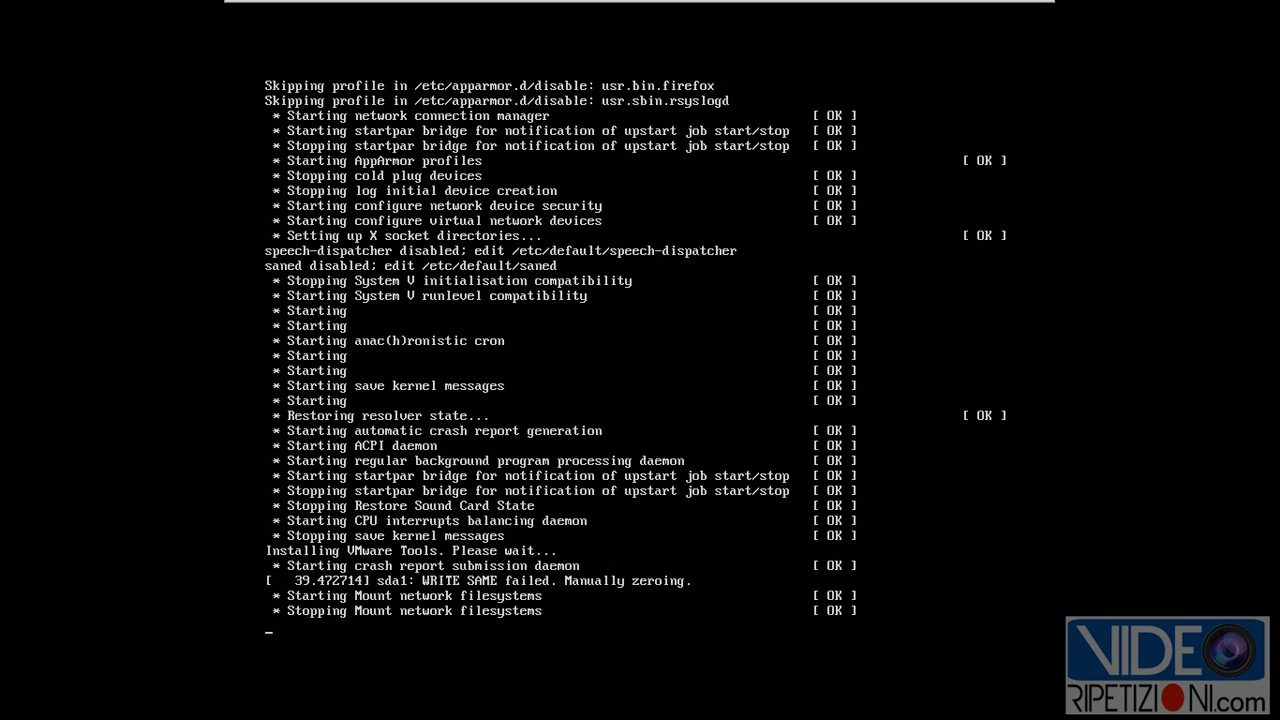 Skipping profile in /etc/apparmor.d/disable: usr.bin.firefox
Skipping profile in /etc/apparmor.d/disable: usr.sbin.rsyslogd
* Starting network connection manager [ OK ]
* Starting startpar bridge for notification of upstart job start/stop [ OK ]
* Stopping startpar bridge for notification of upstart job start/stop [ OK ]
* Starting AppArmor profiles [ OK ]
* Stopping cold plug devices [ OK ]
* Stopping log initial device creation [ OK ]
* Starting configure network device security [ OK ]
* Starting configure virtual network devices [ OK ]
* Setting up X socket directories... [ OK ]
speech-dispatcher disabled; edit /etc/default/speech-dispatcher
saned disabled; edit /etc/default/saned
* Stopping System V initialisation compatibility [ OK ]
* Starting System V runlevel compatibility [ OK ]
* Starting [ OK ]
* Starting [ OK ]
* Starting anac(h)ronistic cron [ OK ]
* Starting [ OK ]
* Starting [ OK ]
* Starting save kernel messages [ OK ]
* Starting [ OK ]
* Restoring resolver state... [ OK ]
* Starting automatic crash report generation [ OK ]
* Starting ACPI daemon [ OK ]
* Starting regular background program processing daemon [ OK ]
* Starting startpar bridge for notification of upstart job start/stop [ OK ]
* Stopping startpar bridge for notification of upstart job start/stop [ OK ]
* Stopping Restore Sound Card State [ OK ]
* Starting CPU interrupts balancing daemon [ OK ]
* Stopping save kernel messages [ OK ]
Installing VMware Tools. Please wait...
* Starting crash report submission daemon [ OK ]
[ 39.472714] sda1: WRITE SAME failed. Manually zeroing.
* Starting Mount network filesystems [ OK ]
* Stopping Mount network filesystems [ OK ]
_
VIDEO
RIPETIZIONI.com